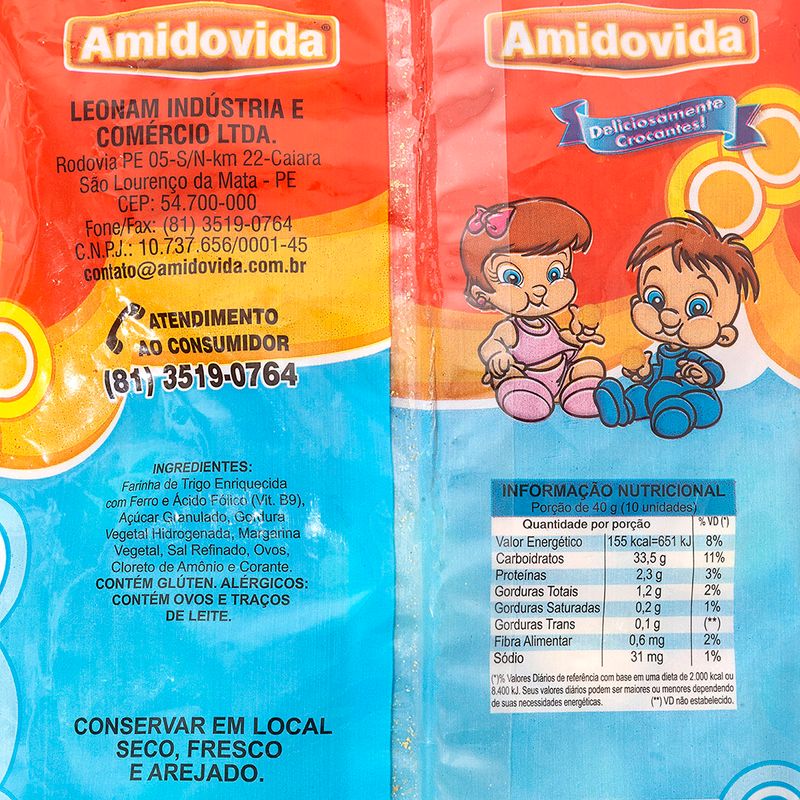 Amidovida®
LEONAM INDÚSTRIA E
COMÉRCIO LTDA.
Rodovia PE 05-S/N-km 22-Caiara
São Lourenço da Mata - PE
CEP: 54.700-000
Fone/Fax: (81) 3519-0764
C.N.P.J.: 10.737.656/0001-45
contato@amidovida.com.br
ATENDIMENTO
AO CONSUMIDOR
(81) 3519-0764
INGREDIENTES:
Farinha de Trigo Enriquecida
com Ferro e Ácido Fólico (Vit. B9),
Açúcar Granulado, Gordura
Vegetal Hidrogenada, Margarina
Vegetal, Sal Refinado, Ovos,
Cloreto de Amônio e Corante.
CONTÉM GLÚTEN. ALÉRGICOS:
CONTÉM OVOS E TRAÇOS
DE LEITE.
CONSERVAR EM LOCAL
SECO, FRESCO
E AREJADO.
Amidovida®
Deliciosamente
Crocantes!
INFORMAÇÃO NUTRICIONAL
Porção de 40 g (10 unidades)
Quantidade por porção % VD (*)
Valor Energético 155 kcal=651 kJ 8%
Carboidratos 33,5 g 11%
Proteínas 2,3 g 3%
Gorduras Totais 1,2 g 2%
Gorduras Saturadas 0,2 g 1%
Gorduras Trans 0,1 g (**)
Fibra Alimentar 0,6 mg 2%
Sódio 31 mg 1%
(*)% Valores Diários de referência com base em uma dieta de 2.000 kcal ou
8.400 kJ. Seus valores diários podem ser maiores ou menores dependendo
de suas necessidades energéticas. (**) VD não estabelecido.